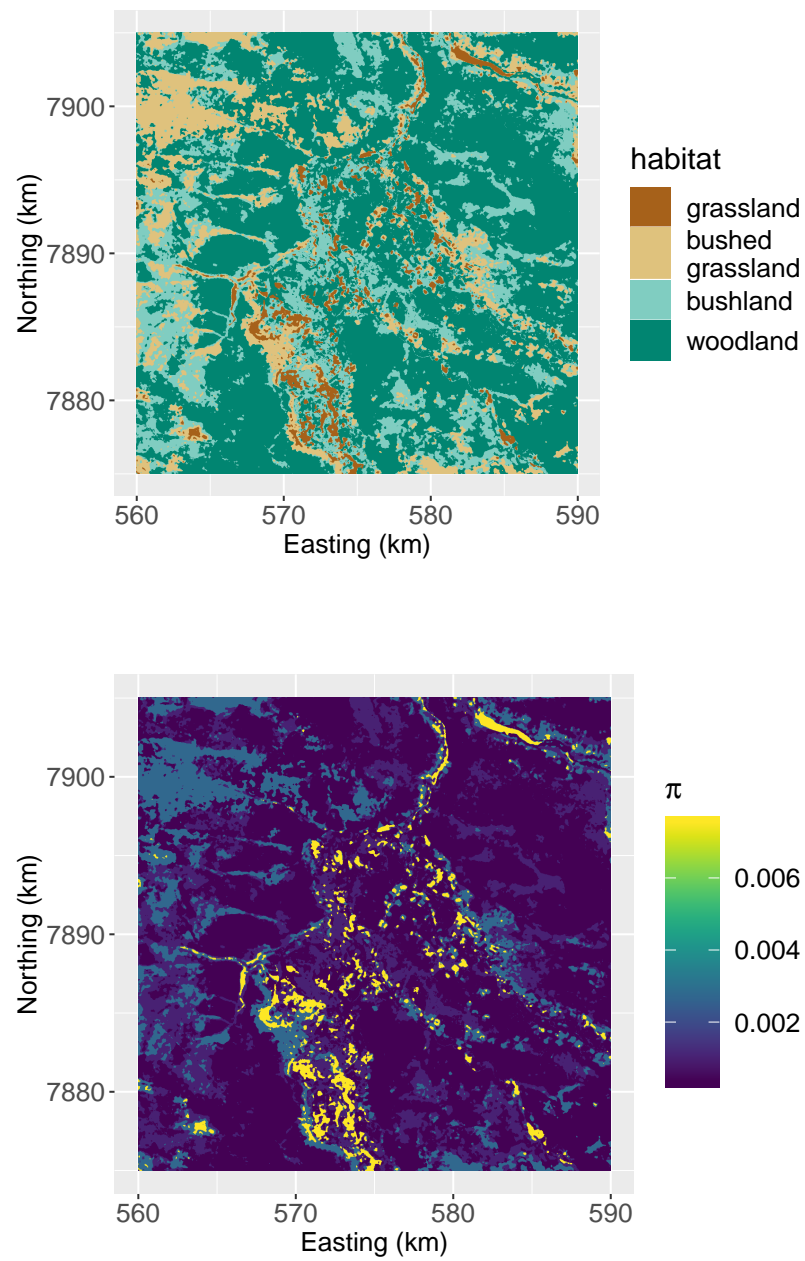 habitat
grassland
bushed
grassland
bushland
woodland
7900
7890
7880
Northing (km)
560 570 580 590
Easting (km)
π
0.006
0.004
0.002
7900
7890
7880
Northing (km)
560 570 580 590
Easting (km)